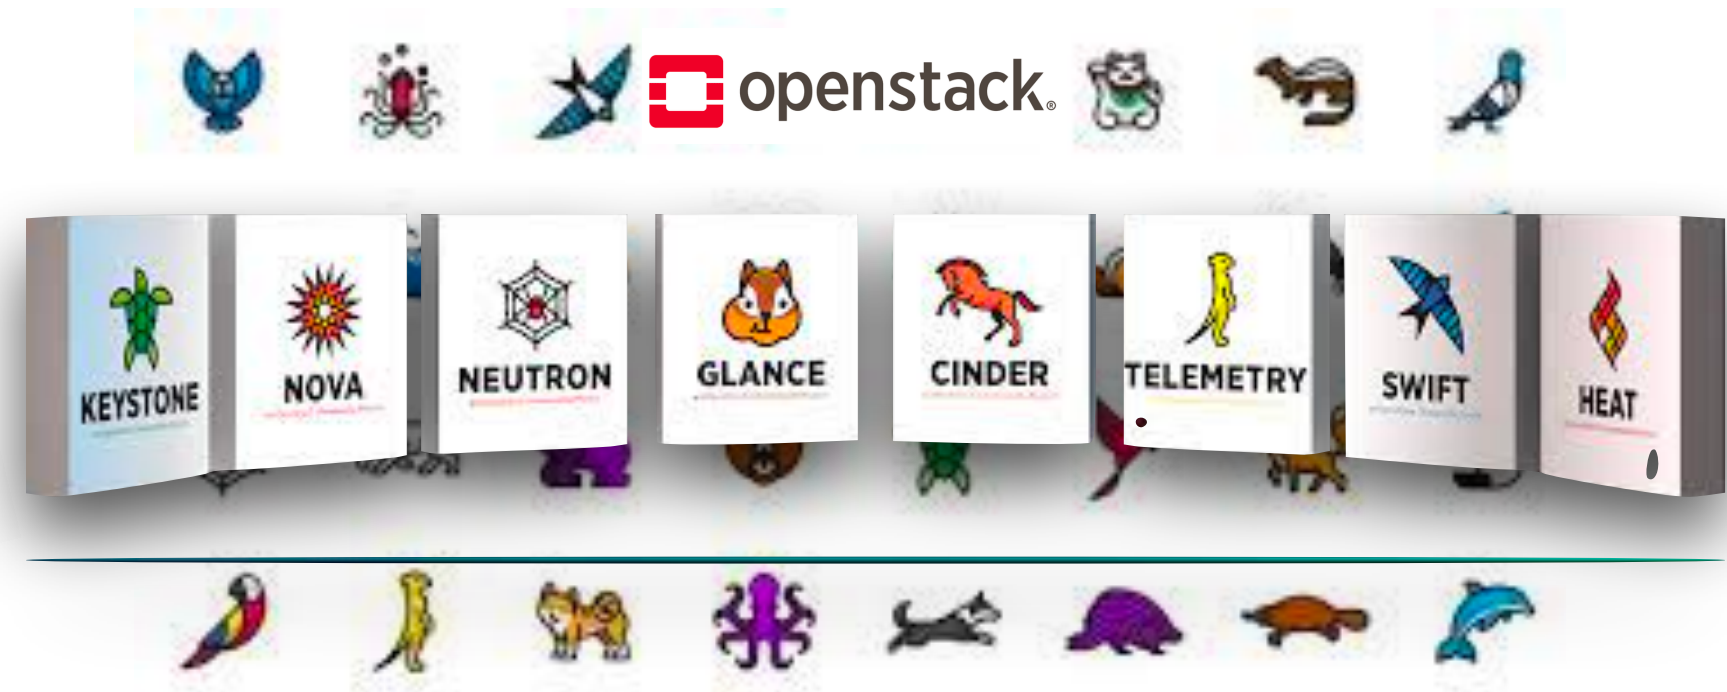 openstack.®
KEYSTONE
NOVA
NEUTRON
GLANCE
CINDER
TELEMETRY
SWIFT
HEAT